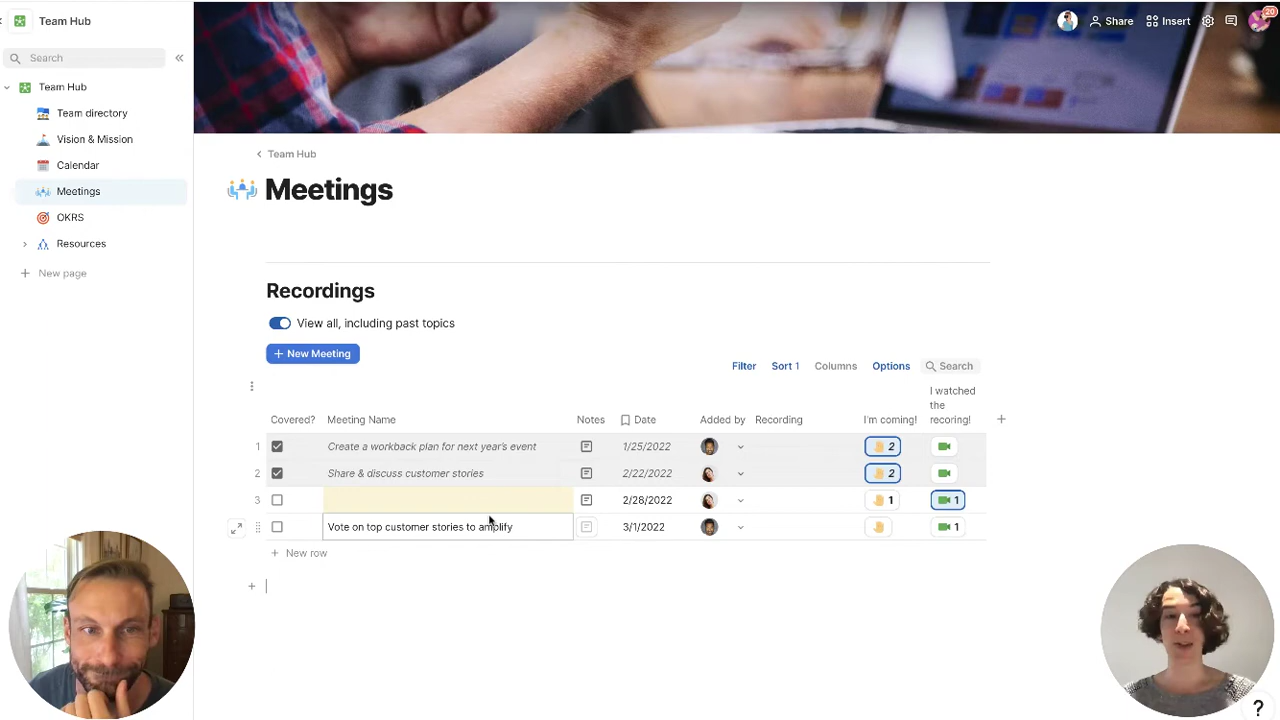 Team Hub
Share
Insert
20
Search
Team Hub
Team directory
Vision & Mission
Calendar
Meetings
OKRS
Resources
New page
Team Hub
Meetings
Recordings
View all, including past topics
New Meeting
Filter
Sort 1
Columns
Options
Search
Covered?
Meeting Name
Notes
Date
Added by
Recording
I'm coming!
I watched
the
recoring!
1 Create a workback plan for next year's event 1/25/2022 2
2 Share & discuss customer stories 2/22/2022 2
3 2/28/2022 1 1
Vote on top customer stories to amplify 3/1/2022 1
New row
?